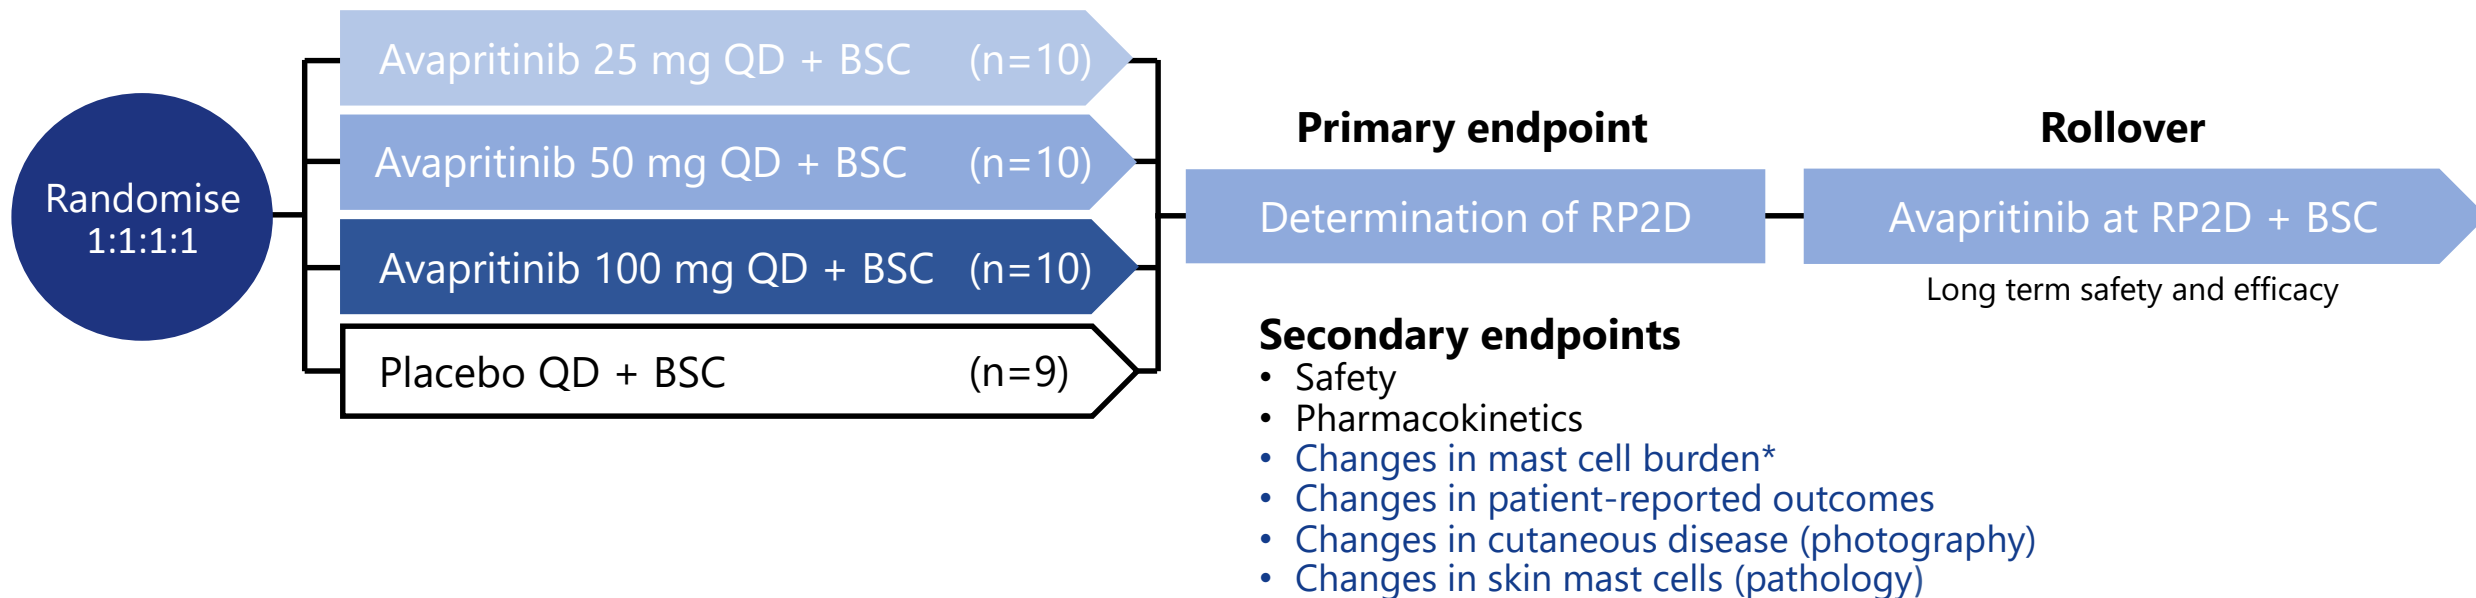 Randomise
1:1:1:1
Avapritinib 25 mg QD + BSC (n=10)
Avapritinib 50 mg QD + BSC (n=10)
Avapritinib 100 mg QD + BSC (n=10)
Placebo QD + BSC (n=9)
Primary endpoint
Determination of RP2D
Secondary endpoints
• Safety
• Pharmacokinetics
• Changes in mast cell burden*
• Changes in patient-reported outcomes
• Changes in cutaneous disease (photography)
• Changes in skin mast cells (pathology)
Rollover
Avapritinib at RP2D + BSC
Long term safety and efficacy